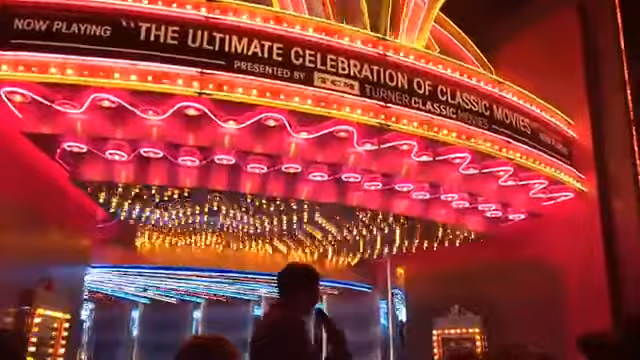 NOW PLAYING "THE ULTIMATE CELEBRATION OF CLASSIC MOVIES
PRESENTED BY TCM TURNER CLASSIC MOVIES